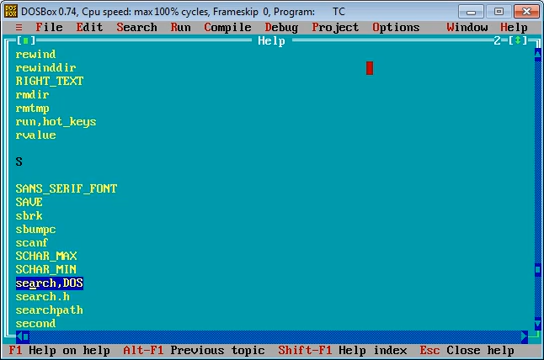 DOSBox 0.74, Cpu speed: max 100% cycles, Frameskip 0, Program: TC
≡ File Edit Search Run Compile Debug Project Options Window Help
Help 2
rewind
rewinddir
RIGHT_TEXT
rmdir
rmtmp
run,hot_keys
rvalue
S
SANS_SERIF_FONT
SAVE
sbrk
sbumpc
scanf
SCHAR_MAX
SCHAR_MIN
search,DOS
search.h
searchpath
second
F1 Help on help Alt-F1 Previous topic Shift-F1 Help index Esc Close help